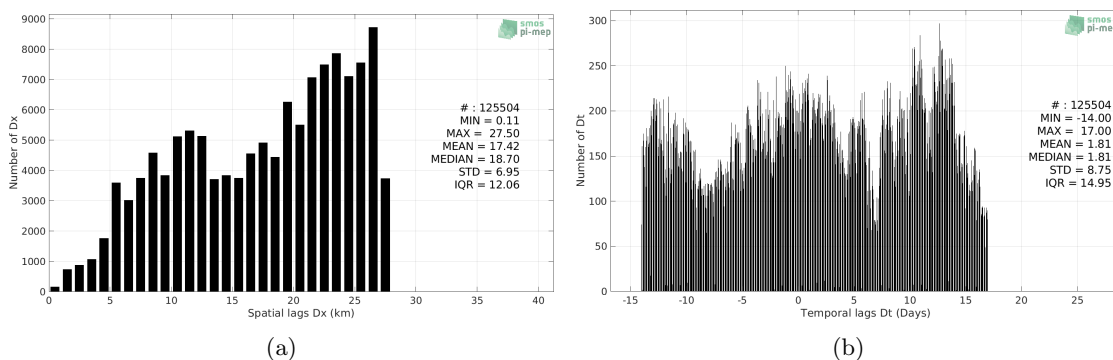 9000
8000
7000
6000
5000
4000
3000
2000
1000
0
Number of Dx
0 5 10 15 20 25 30 35 40
Spatial lags Dx (km)
smos
pi-mep
# : 125504
MIN = 0.11
MAX = 27.50
MEAN = 17.42
MEDIAN = 18.70
STD = 6.95
IQR = 12.06
(a)
300
250
200
150
100
50
0
Number of Dt
-15 -10 -5 0 5 10 15 20 25
Temporal lags Dt (Days)
smos
pi-mep
# : 125504
MIN = -14.00
MAX = 17.00
MEAN = 1.81
MEDIAN = 1.81
STD = 8.75
IQR = 14.95
(b)